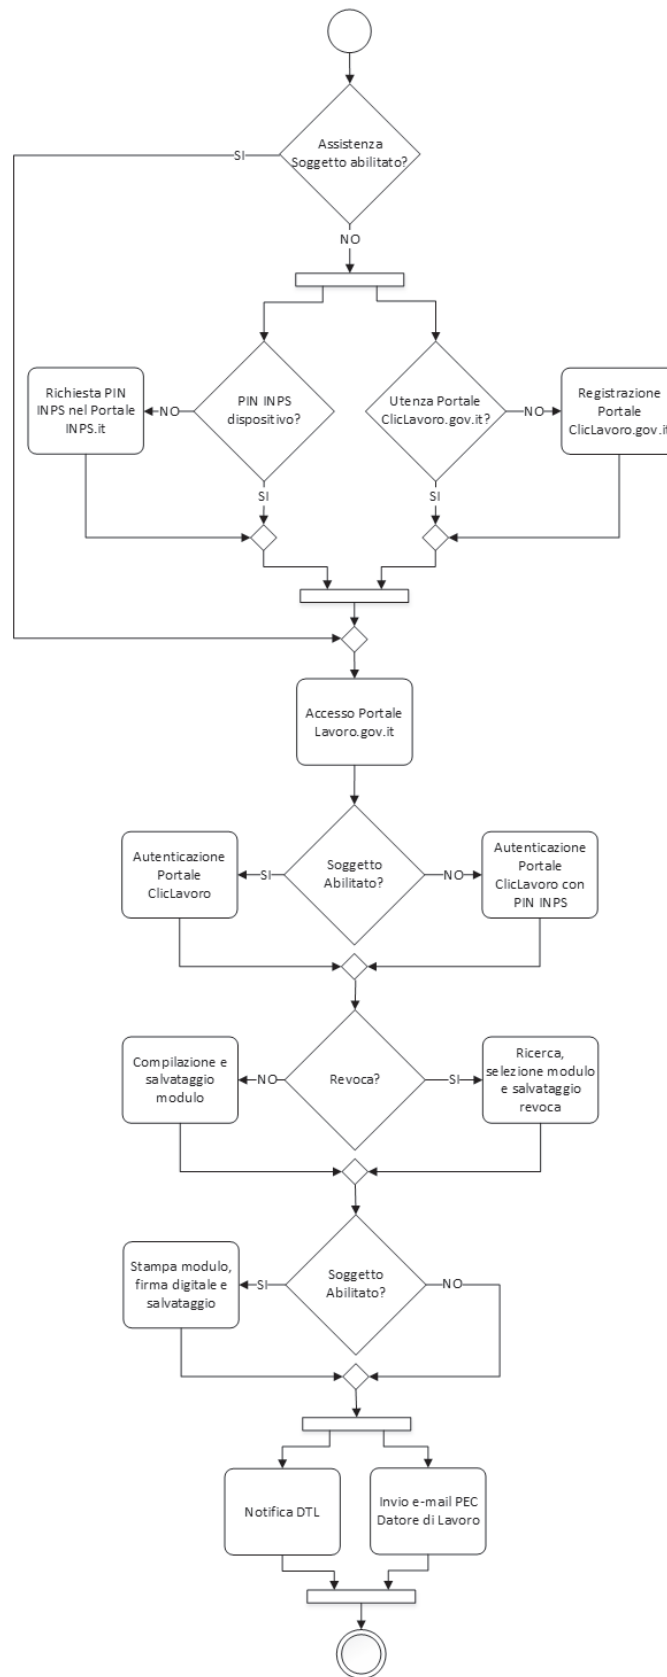 Assistenza
Soggetto abilitato?
SI
NO
Richiesta PIN
INPS nel Portale
INPS.it
NO
PIN INPS
dispositivo?
Utenza Portale
ClicLavoro.gov.it?
NO
Registrazione
Portale
ClicLavoro.gov.it
SI
SI
Accesso Portale
Lavoro.gov.it
Autenticazione
Portale
ClicLavoro
SI
Soggetto
Abilitato?
NO
Autenticazione
Portale
ClicLavoro con
PIN INPS
Compilazione e
salvataggio
modulo
NO
Revoca?
SI
Ricerca,
selezione modulo
e salvataggio
revoca
Stampa modulo,
firma digitale e
salvataggio
SI
Soggetto
Abilitato?
NO
Notifica DTL
Invio e-mail PEC
Datore di Lavoro